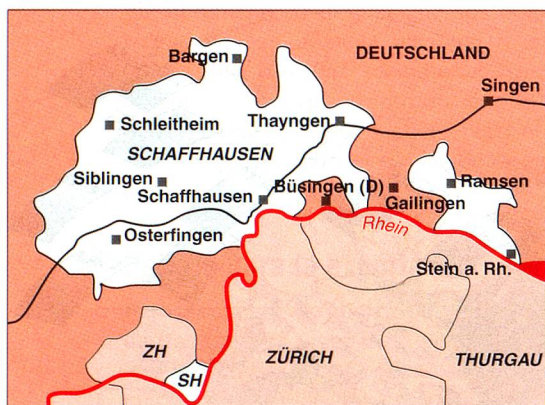 DEUTSCHLAND
Bargen
Singen
Schleitheim
Thayngen
SCHAFFHAUSEN
Siblingen
Büsingen (D)
Ramsen
Schaffhausen
Gailingen
Rhein
Osterfingen
Stein a. Rh.
ZH
ZÜRICH
THURGAU
SH